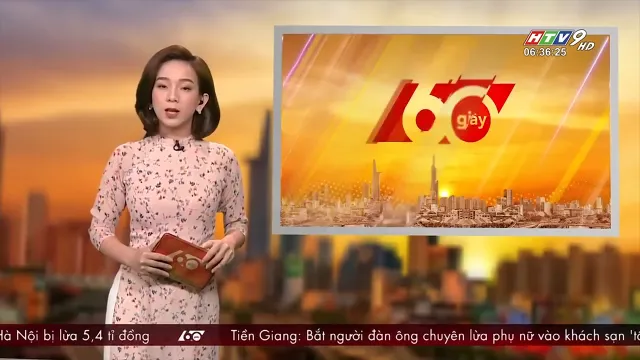 HTV9 HD
06:36:25
60 giây
Hà Nội bị lừa 5,4 tỉ đồng 60 Tiền Giang: Bắt người đàn ông chuyên lừa phụ nữ vào khách sạn